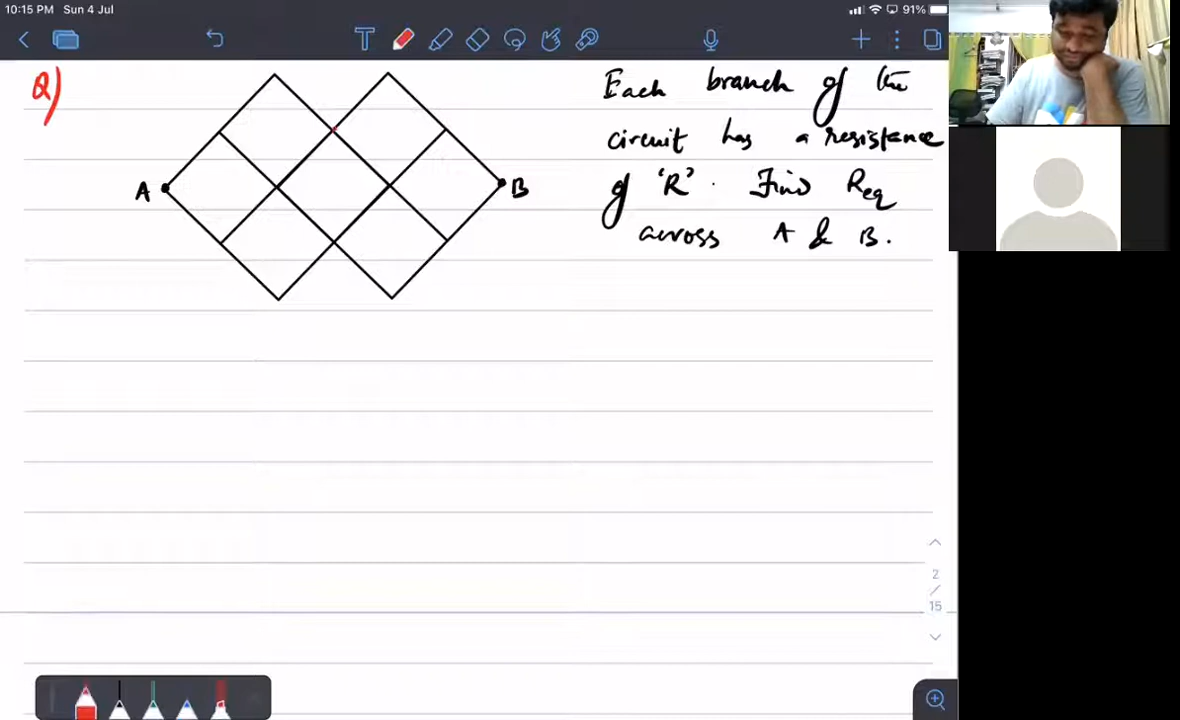 10:15 PM Sun 4 Jul
91%
T
Q)
Each branch of the
circuit has a resistance
of 'R'. Find Req
across A & B.
A
B
2
/
15